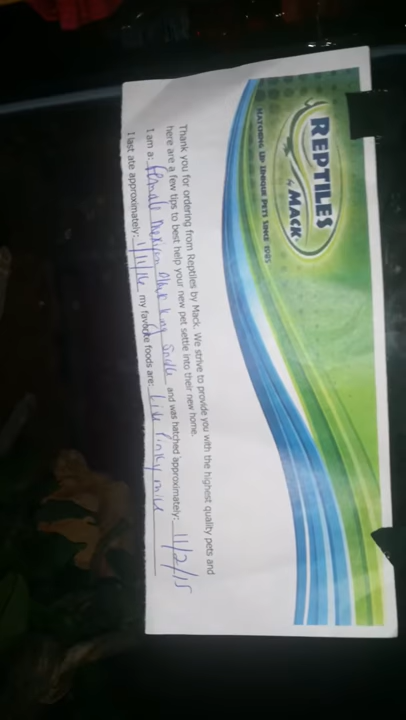 REPTILES
by MACK
HATCHING UP UNIQUE PETS SINCE 1985
Thank you for ordering from Reptiles by Mack. We strive to provide you with the highest quality pets and
here are a few tips to best help your new pet settle into their new home.
I am a: female mexican black king snake and was hatched approximately: 11/2/15
I last ate approximately: 1/11/16 my favorite foods are: Live Pinky mice